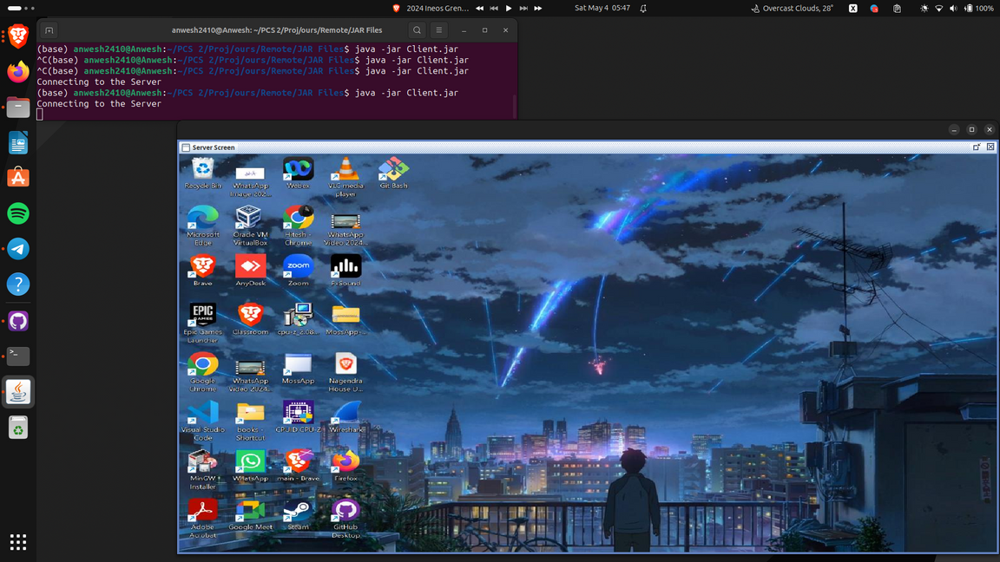 2024 Ineos Gren...
Sat May 4 05:47
Overcast Clouds, 28°
100%
anwesh2410@Anwesh: ~/PCS 2/Proj/ours/Remote/JAR Files
(base) anwesh2410@Anwesh:~/PCS 2/Proj/ours/Remote/JAR Files$ java -jar Client.jar
^C(base) anwesh2410@Anwesh:~/PCS 2/Proj/ours/Remote/JAR Files$ java -jar Client.jar
^C(base) anwesh2410@Anwesh:~/PCS 2/Proj/ours/Remote/JAR Files$ java -jar Client.jar
Connecting to the Server
(base) anwesh2410@Anwesh:~/PCS 2/Proj/ours/Remote/JAR Files$ java -jar Client.jar
Connecting to the Server
Server Screen
Recycle Bin
WhatsApp
Image 202...
Webex
VLC media
player
Git Bash
Microsoft
Edge
Oracle VM
VirtualBox
Hitesh -
Chrome
WhatsApp
Video 2024...
Brave
AnyDesk
zoom
Zoom
FxSound
EPIC
GAMES
Epic Games
Launcher
Classroom
cpu-z_2.08...
MossApp-...
Google
Chrome
WhatsApp
Video 2024...
MossApp
Nagendra
House D...
Visual Studio
Code
books -
Shortcut
CPUID CPU-Z
Wireshark
MinGW
Installer
WhatsApp
main - Brave
Firefox
Adobe
Acrobat
Google Meet
Steam
GitHub
Desktop